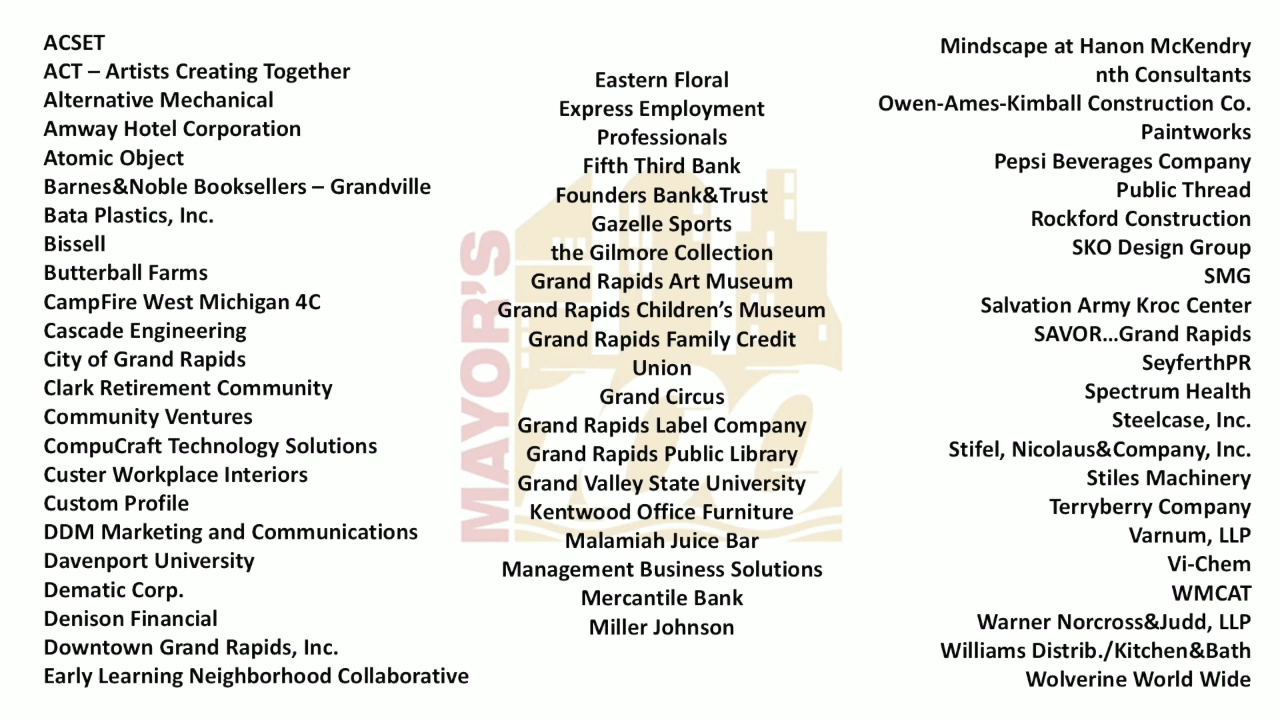 ACSET
ACT – Artists Creating Together
Alternative Mechanical
Amway Hotel Corporation
Atomic Object
Barnes&Noble Booksellers – Grandville
Bata Plastics, Inc.
Bissell
Butterball Farms
CampFire West Michigan 4C
Cascade Engineering
City of Grand Rapids
Clark Retirement Community
Community Ventures
CompuCraft Technology Solutions
Custer Workplace Interiors
Custom Profile
DDM Marketing and Communications
Davenport University
Dematic Corp.
Denison Financial
Downtown Grand Rapids, Inc.
Early Learning Neighborhood Collaborative
Eastern Floral
Express Employment
Professionals
Fifth Third Bank
Founders Bank&Trust
Gazelle Sports
the Gilmore Collection
Grand Rapids Art Museum
Grand Rapids Children’s Museum
Grand Rapids Family Credit
Union
Grand Circus
Grand Rapids Label Company
Grand Rapids Public Library
Grand Valley State University
Kentwood Office Furniture
Malamiah Juice Bar
Management Business Solutions
Mercantile Bank
Miller Johnson
Mindscape at Hanon McKendry
nth Consultants
Owen-Ames-Kimball Construction Co.
Paintworks
Pepsi Beverages Company
Public Thread
Rockford Construction
SKO Design Group
SMG
Salvation Army Kroc Center
SAVOR…Grand Rapids
SeyferthPR
Spectrum Health
Steelcase, Inc.
Stifel, Nicolaus&Company, Inc.
Stiles Machinery
Terryberry Company
Varnum, LLP
Vi-Chem
WMCAT
Warner Norcross&Judd, LLP
Williams Distrib./Kitchen&Bath
Wolverine World Wide
MAYOR'S
100